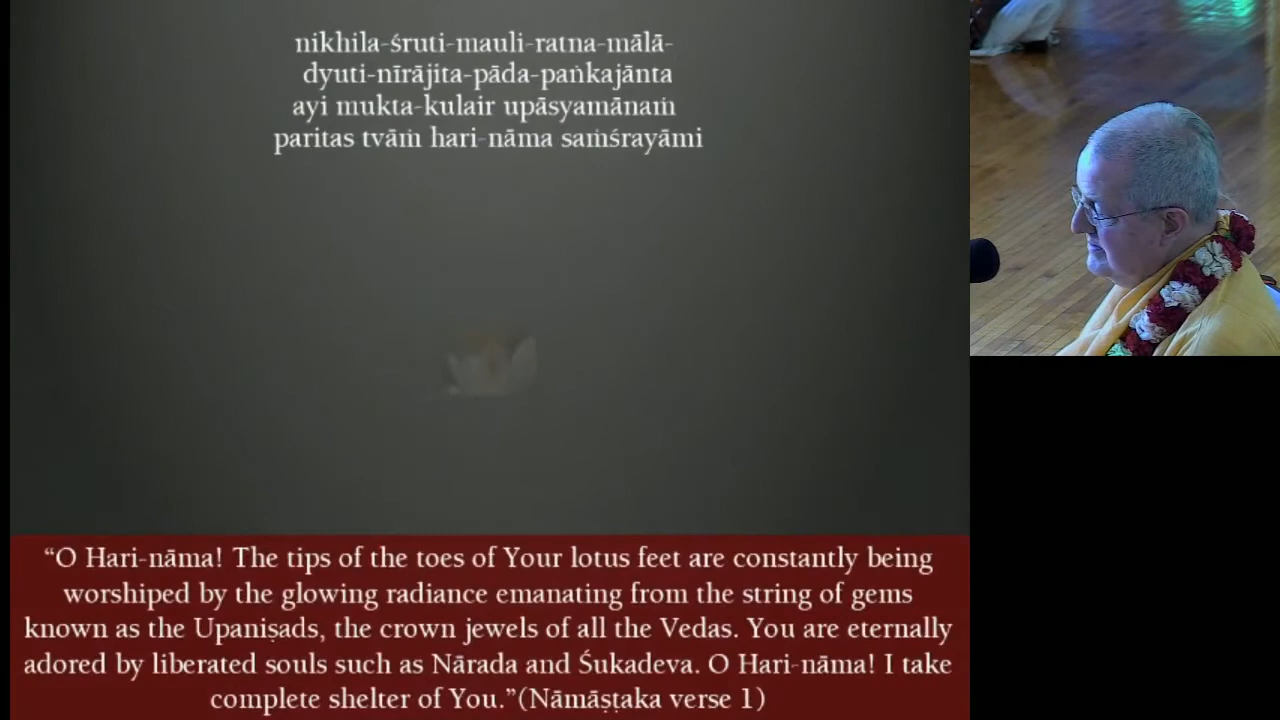 nikhila-śruti-mauli-ratna-mālā-
dyuti-nīrājita-pāda-paṅkajānta
ayi mukta-kulair upāsyamānaṁ
paritas tvāṁ hari-nāma saṁśrayāmi
“O Hari-nāma! The tips of the toes of Your lotus feet are constantly being
worshiped by the glowing radiance emanating from the string of gems
known as the Upaniṣads, the crown jewels of all the Vedas. You are eternally
adored by liberated souls such as Nārada and Śukadeva. O Hari-nāma! I take
complete shelter of You.”(Nāmāṣṭaka verse 1)